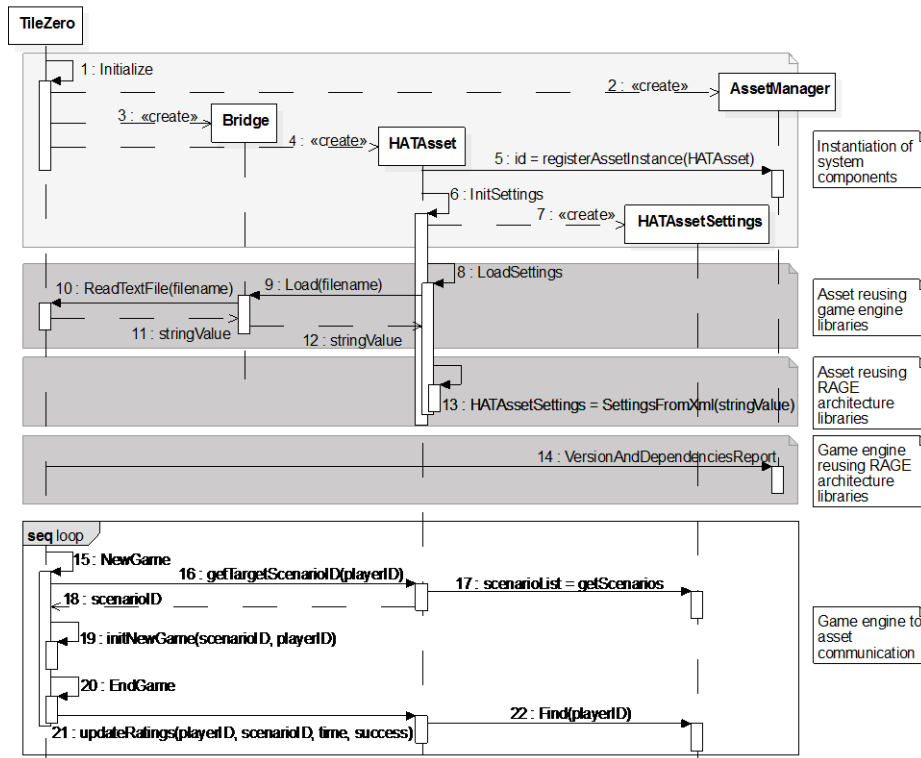 TileZero
1 : Initialize
2 : «create»
AssetManager
3 : «create»
Bridge
4 : «create»
HATAsset
5 : id = registerAssetInstance(HATAsset)
Instantiation of
system
components
6 : InitSettings
7 : «create»
HATAssetSettings
8 : LoadSettings
9 : Load(filename)
10 : ReadTextFile(filename)
11 : stringValue
12 : stringValue
Asset reusing
game engine
libraries
13 : HATAssetSettings = SettingsFromXml(stringValue)
Asset reusing
RAGE
architecture
libraries
14 : VersionAndDependenciesReport
Game engine
reusing RAGE
architecture
libraries
seq loop
15 : NewGame
16 : getTargetScenarioID(playerID)
17 : scenarioList = getScenarios
18 : scenarioID
19 : initNewGame(scenarioID, playerID)
Game engine to
asset
communication
20 : EndGame
21 : updateRatings(playerID, scenarioID, time, success)
22 : Find(playerID)